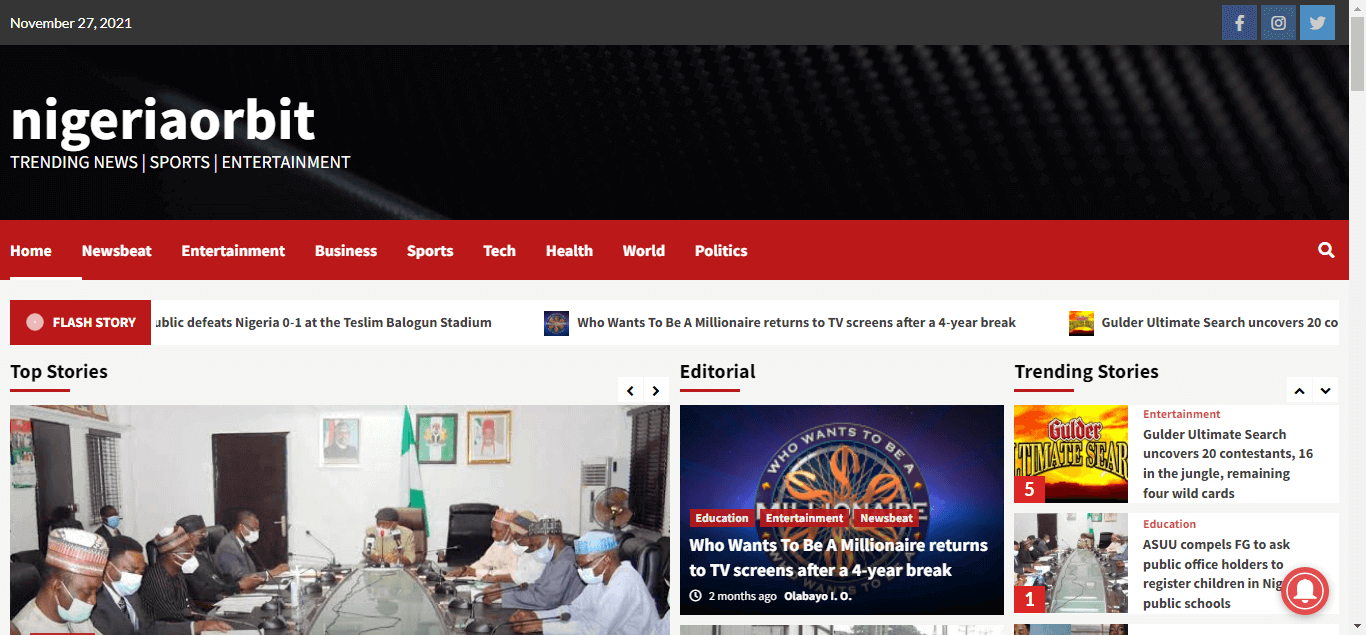 November 27, 2021
nigeriaorbit
TRENDING NEWS | SPORTS | ENTERTAINMENT
Home Newsbeat Entertainment Business Sports Tech Health World Politics
FLASH STORY ublic defeats Nigeria 0-1 at the Teslim Balogun Stadium Who Wants To Be A Millionaire returns to TV screens after a 4-year break Gulder Ultimate Search uncovers 20 co
Top Stories
Editorial
WHO WANTS TO BE A
MILLIONAIRE
Education Entertainment Newsbeat
Who Wants To Be A Millionaire returns
to TV screens after a 4-year break
2 months ago Olabayo I. O.
Trending Stories
Gulder
TIMATE SEAR
5
Entertainment
Gulder Ultimate Search
uncovers 20 contestants, 16
in the jungle, remaining
four wild cards
1
Education
ASUU compels FG to ask
public office holders to
register children in Nig
public schools